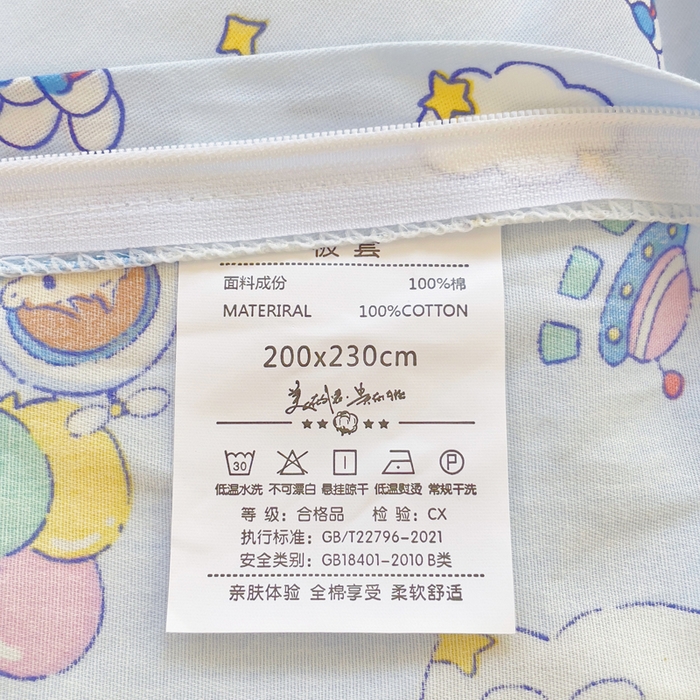 被套
面料成份 100%棉
MATERIRAL 100%COTTON
200x230cm
30 P
低温水洗 不可漂白 悬挂晾干 低温熨烫 常规干洗
等 级：合格品 检 验：CX
执行标准：GB/T22796-2021
安全类别：GB18401-2010 B类
亲肤体验 全棉享受 柔软舒适